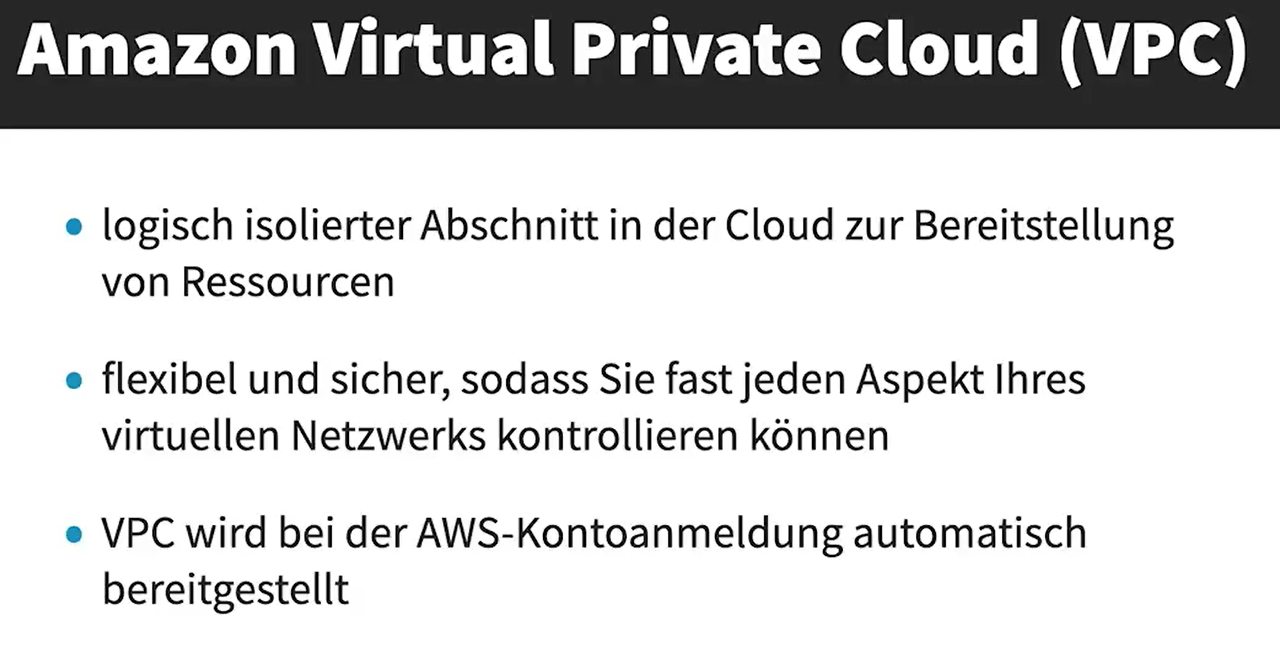 Amazon Virtual Private Cloud (VPC)
• logisch isolierter Abschnitt in der Cloud zur Bereitstellung
von Ressourcen
• flexibel und sicher, sodass Sie fast jeden Aspekt Ihres
virtuellen Netzwerks kontrollieren können
• VPC wird bei der AWS-Kontoanmeldung automatisch
bereitgestellt